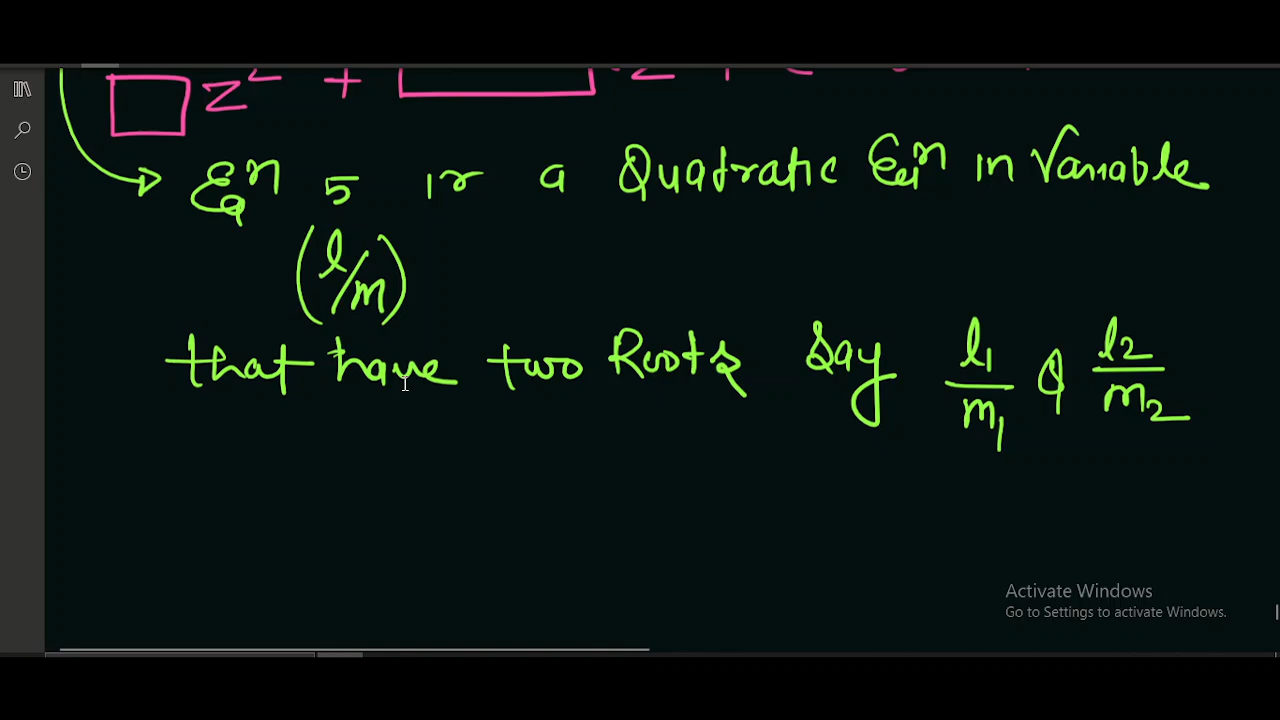 z² +
Eqⁿ 5 is a Quadratic Eqⁿ in Variable
(l/m)
that have two Roots Say l₁/m₁ & l₂/m₂
Activate Windows
Go to Settings to activate Windows.